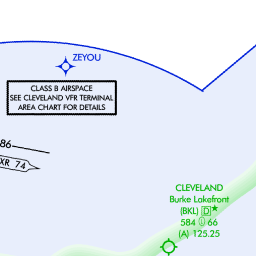 ZEYOU
CLASS B AIRSPACE
SEE CLEVELAND VFR TERMINAL
AREA CHART FOR DETAILS
86
XR 74
CLEVELAND
Burke Lakefront
(BKL) D★
584 66
(A) 125.25